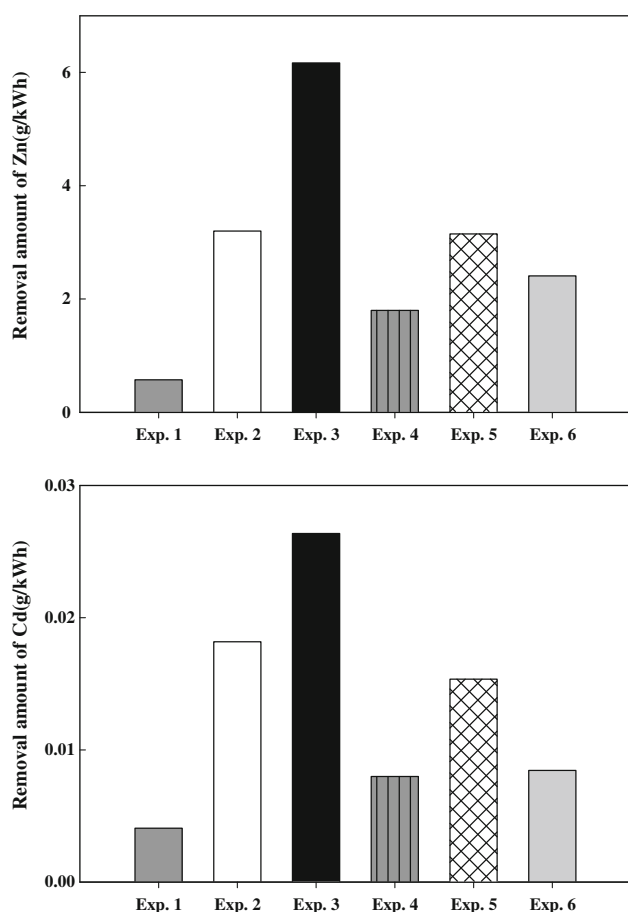 Removal amount of Zn(g/kWh)
6
4
2
0
Exp. 1 Exp. 2 Exp. 3 Exp. 4 Exp. 5 Exp. 6
Removal amount of Cd(g/kWh)
0.03
0.02
0.01
0.00
Exp. 1 Exp. 2 Exp. 3 Exp. 4 Exp. 5 Exp. 6